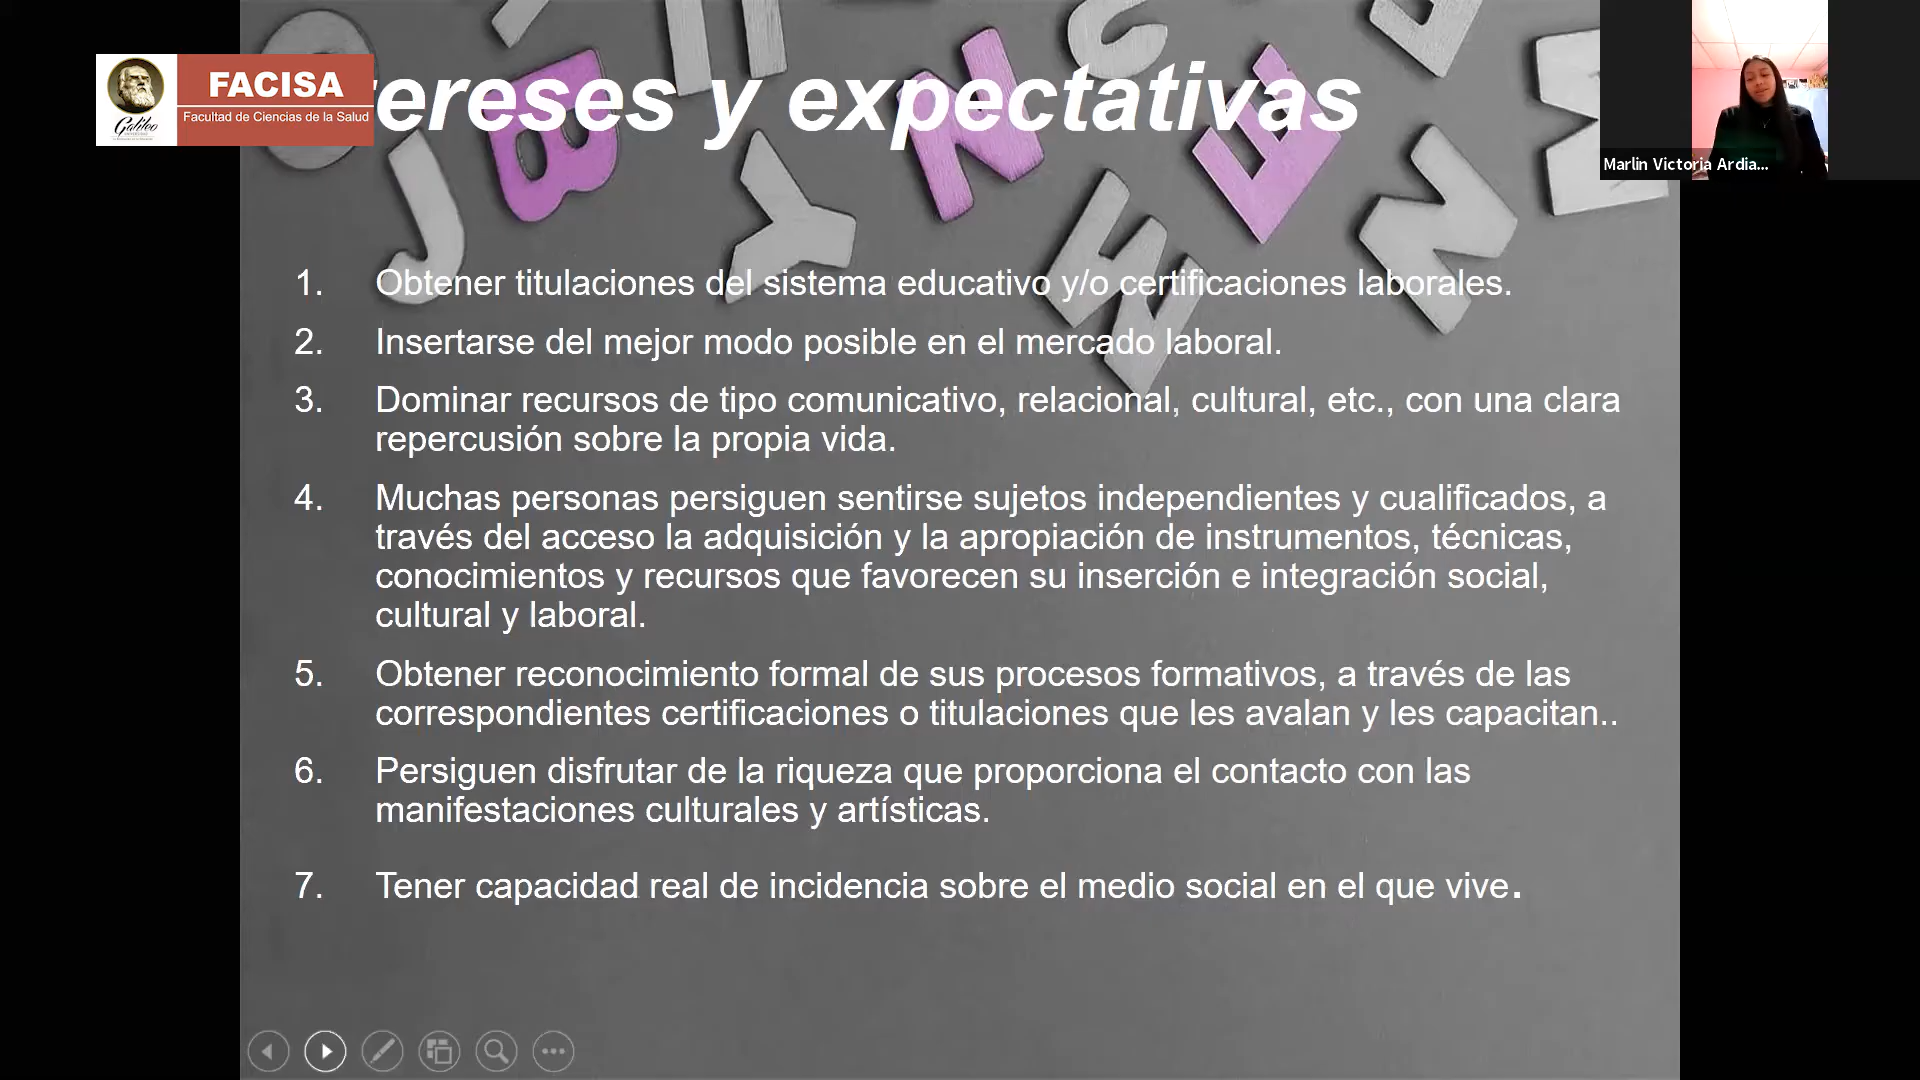 FACISA
Facultad de Ciencias de la Salud
Galileo
tereses y expectativas
Marlin Victoria Ardia...
1. Obtener titulaciones del sistema educativo y/o certificaciones laborales.
2. Insertarse del mejor modo posible en el mercado laboral.
3. Dominar recursos de tipo comunicativo, relacional, cultural, etc., con una clara
repercusión sobre la propia vida.
4. Muchas personas persiguen sentirse sujetos independientes y cualificados, a
través del acceso la adquisición y la apropiación de instrumentos, técnicas,
conocimientos y recursos que favorecen su inserción e integración social,
cultural y laboral.
5. Obtener reconocimiento formal de sus procesos formativos, a través de las
correspondientes certificaciones o titulaciones que les avalan y les capacitan..
6. Persiguen disfrutar de la riqueza que proporciona el contacto con las
manifestaciones culturales y artísticas.
7. Tener capacidad real de incidencia sobre el medio social en el que vive.